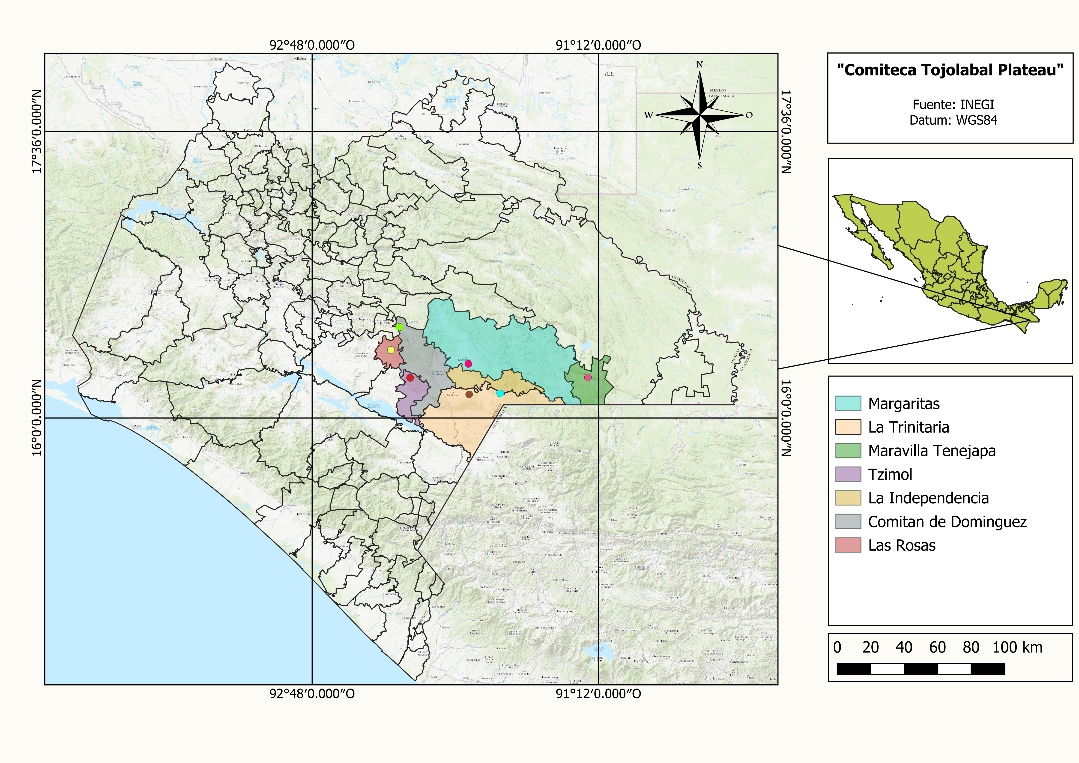 92°48'0.000"O
91°12'0.000"O
17°36'0.000"N
17°36'0.000"N
16°0'0.000"N
16°0'0.000"N
92°48'0.000"O
91°12'0.000"O
N
W
O
S
"Comiteca Tojolabal Plateau"
Fuente: INEGI
Datum: WGS84
Margaritas
La Trinitaria
Maravilla Tenejapa
Tzimol
La Independencia
Comitan de Dominguez
Las Rosas
0 20 40 60 80 100 km